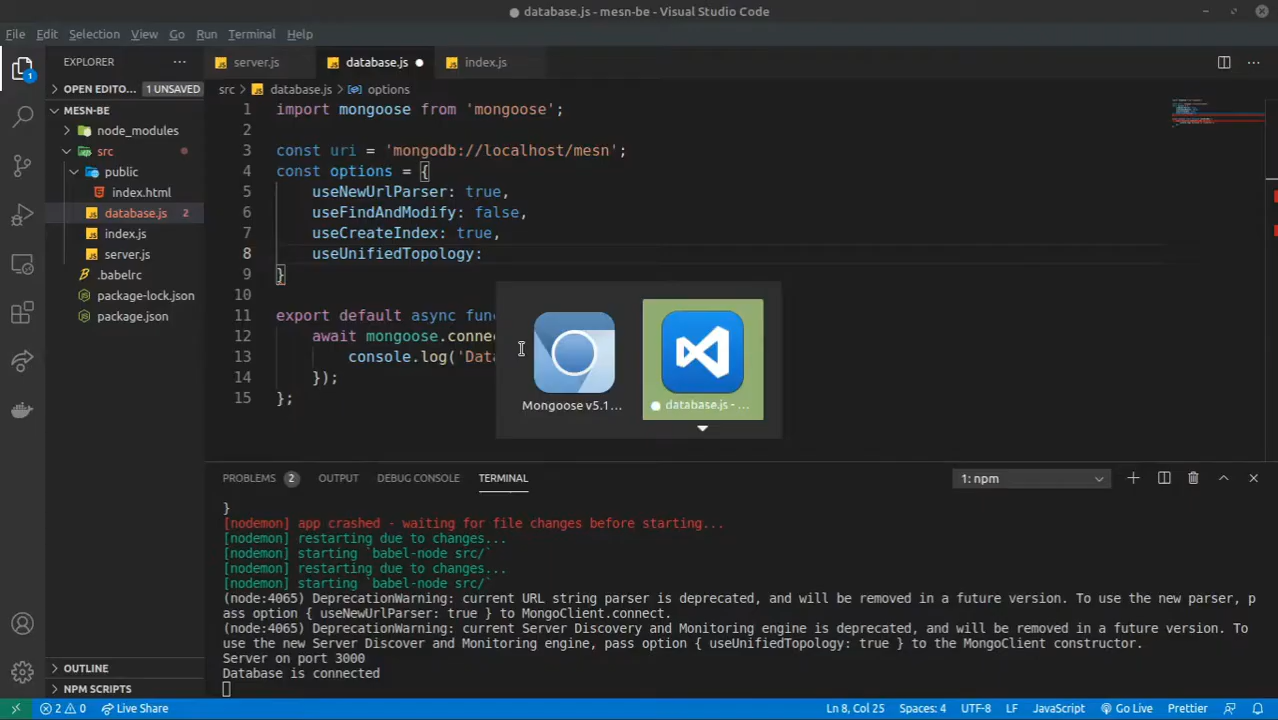 database.js - mesn-be - Visual Studio Code
File Edit Selection View Go Run Terminal Help
EXPLORER
server.js database.js index.js
OPEN EDITO... 1 UNSAVED
src > database.js > options
MESN-BE
node_modules
src
public
index.html
database.js 2
index.js
server.js
.babelrc
package-lock.json
package.json
OUTLINE
NPM SCRIPTS
1 import mongoose from 'mongoose';
2
3 const uri = 'mongodb://localhost/mesn';
4 const options = {
5 useNewUrlParser: true,
6 useFindAndModify: false,
7 useCreateIndex: true,
8 useUnifiedTopology:
9 }
10
11 export default async func
12 await mongoose.connec
13 console.log('Data
14 });
15 };
Mongoose v5.1... database.js - ...
PROBLEMS 2 OUTPUT DEBUG CONSOLE TERMINAL 1: npm
}
[nodemon] app crashed - waiting for file changes before starting...
[nodemon] restarting due to changes...
[nodemon] starting `babel-node src/`
[nodemon] restarting due to changes...
[nodemon] starting `babel-node src/`
(node:4065) DeprecationWarning: current URL string parser is deprecated, and will be removed in a future version. To use the new parser, p
ass option { useNewUrlParser: true } to MongoClient.connect.
(node:4065) DeprecationWarning: current Server Discovery and Monitoring engine is deprecated, and will be removed in a future version. To
use the new Server Discover and Monitoring engine, pass option { useUnifiedTopology: true } to the MongoClient constructor.
Server on port 3000
Database is connected
2 0 Live Share Ln 8, Col 25 Spaces: 4 UTF-8 LF JavaScript Go Live Prettier